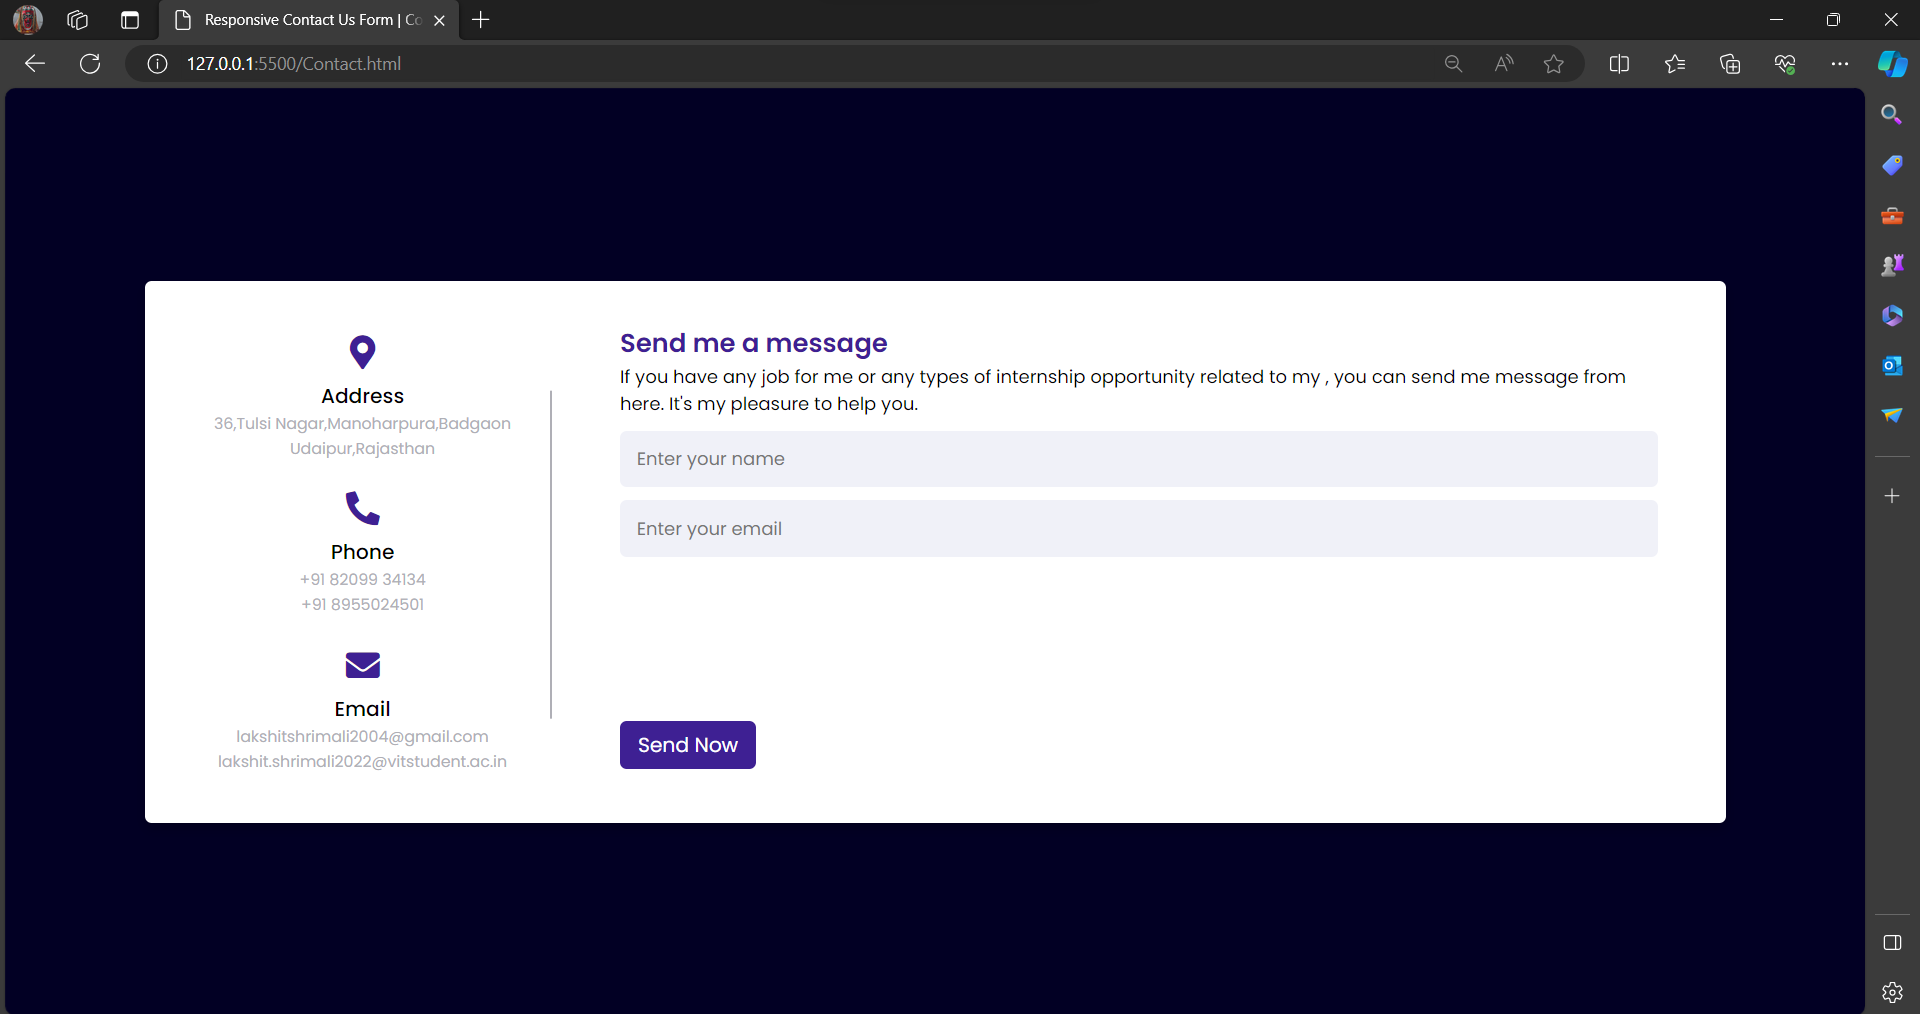 Responsive Contact Us Form | Co
127.0.0.1:5500/Contact.html
Address
36,Tulsi Nagar,Manoharpura,Badgaon
Udaipur,Rajasthan
Phone
+91 82099 34134
+91 8955024501
Email
lakshitshrimali2004@gmail.com
lakshit.shrimali2022@vitstudent.ac.in
Send me a message
If you have any job for me or any types of internship opportunity related to my , you can send me message from
here. It's my pleasure to help you.
Enter your name
Enter your email
Send Now